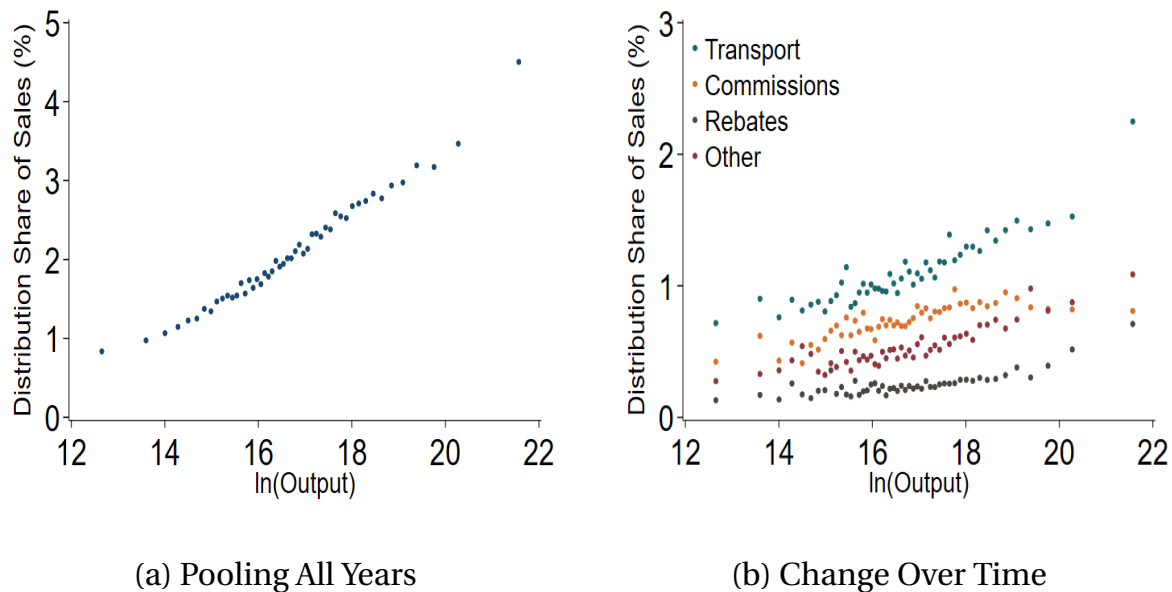 Distribution Share of Sales (%)
5
4
3
2
1
0
12 14 16 18 20 22
ln(Output)
(a) Pooling All Years
Distribution Share of Sales (%)
3
2
1
0
Transport
Commissions
Rebates
Other
12 14 16 18 20 22
ln(Output)
(b) Change Over Time